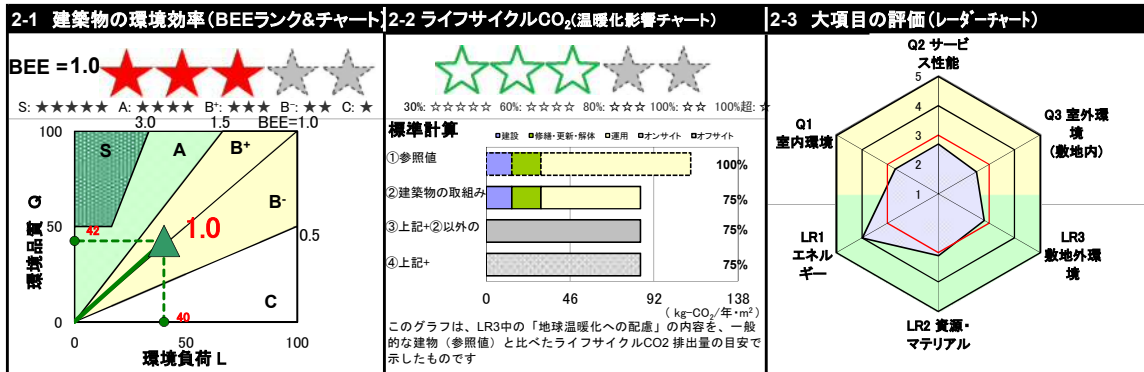 2-1 建築物の環境効率(BEEランク&チャート)
BEE = 1.0
S: ★★★★★ A: ★★★★ B⁺: ★★★ B⁻: ★★ C: ★
3.0 1.5 BEE=1.0
100
S A B⁺
B⁻
環境品質 Q
50
42
1.0
0.5
C
0
40
0 50 100
環境負荷 L
2-2 ライフサイクルCO₂(温暖化影響チャート)
30%: ☆☆☆☆☆ 60%: ☆☆☆☆ 80%: ☆☆☆ 100%: ☆☆ 100%超: ☆
標準計算
■建設 ■修繕・更新・解体 □運用 ■オンサイト ■オフサイト
①参照値 100%
②建築物の取組み 75%
③上記+②以外の 75%
④上記+ 75%
0 46 92 138
( kg-CO₂/年・m²)
このグラフは、LR3中の「地球温暖化への配慮」の内容を、一般
的な建物(参照値)と比べたライフサイクルCO2 排出量の目安で
示したものです
2-3 大項目の評価(レーダーチャート)
Q2 サービ
ス性能
5
4
3
2
1
Q1
室内環境
Q3 室外環
境
(敷地内)
LR1
エネル
ギー
LR3
敷地外環
境
LR2 資源・
マテリアル